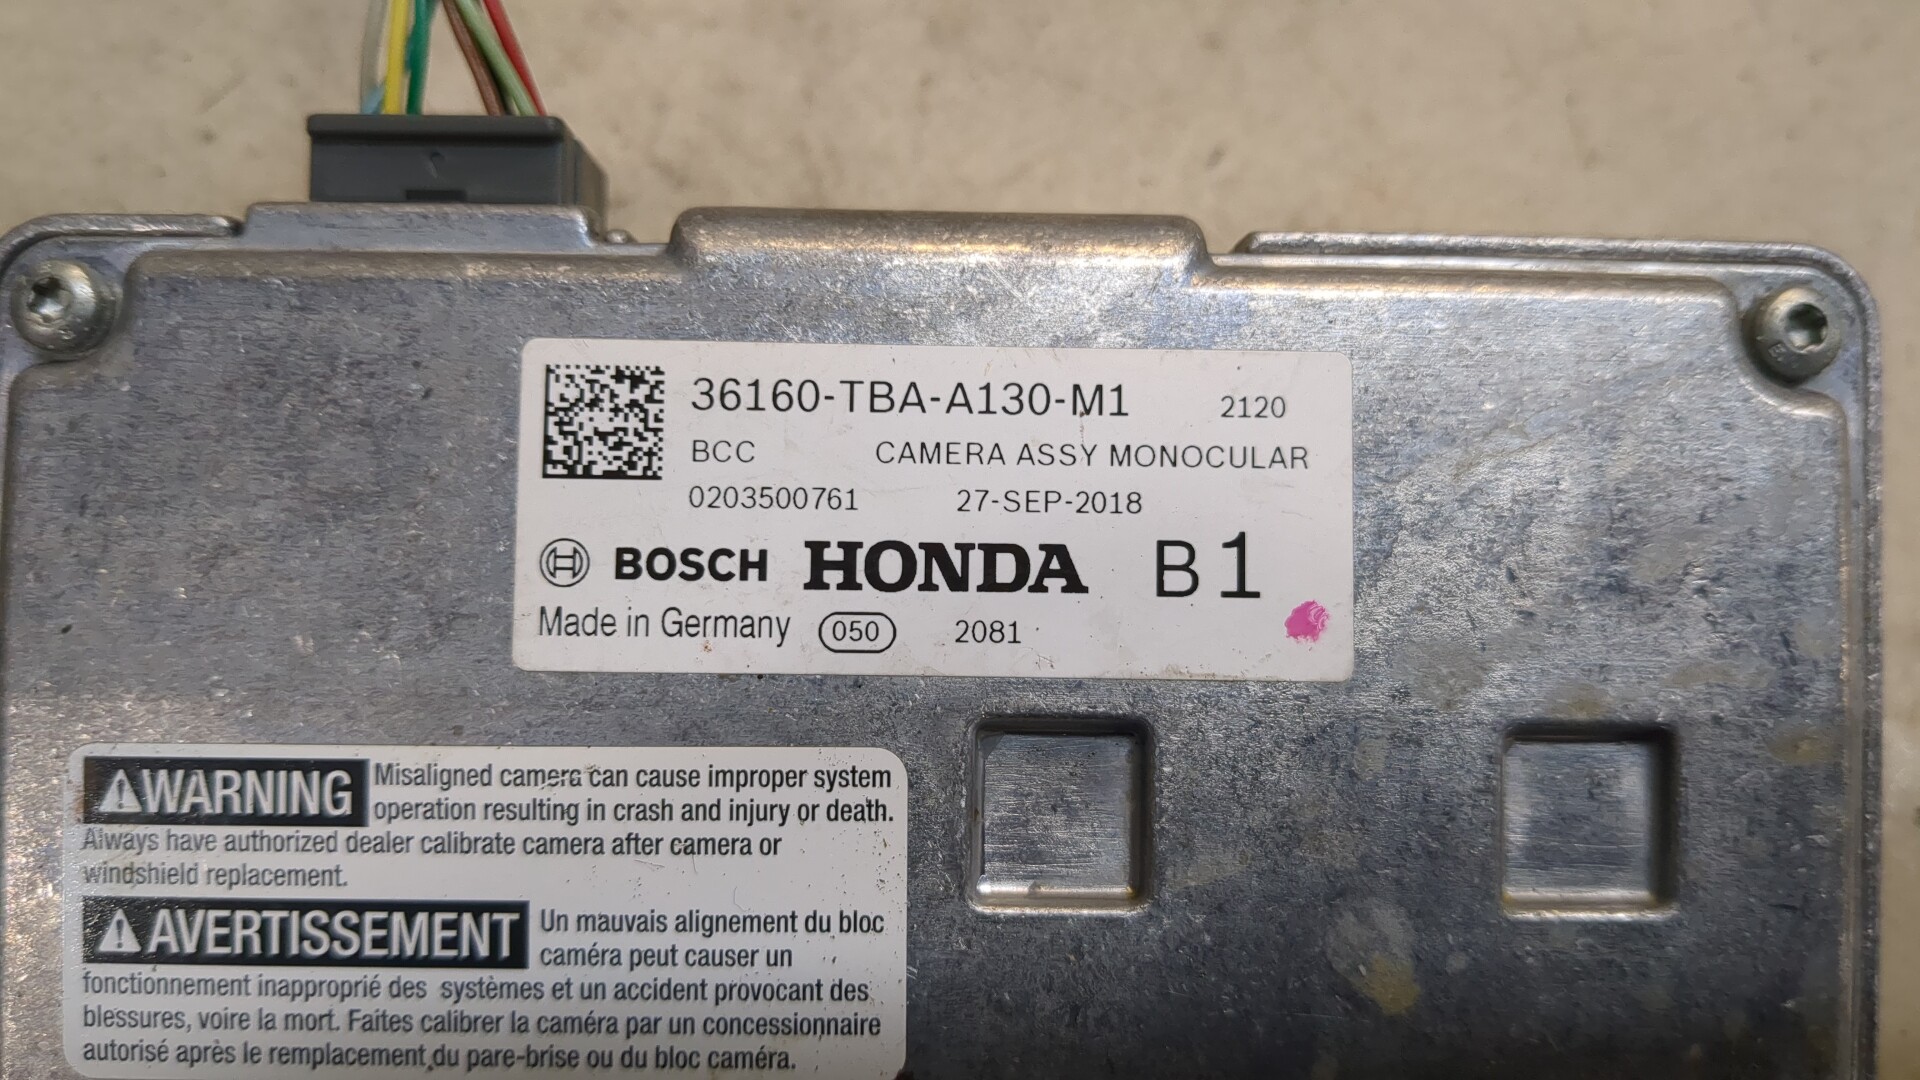 36160-TBA-A130-M1 2120
BCC CAMERA ASSY MONOCULAR
0203500761 27-SEP-2018
BOSCH HONDA B1
Made in Germany 050 2081
WARNING Misaligned camera can cause improper system
operation resulting in crash and injury or death.
Always have authorized dealer calibrate camera after camera or
windshield replacement.
AVERTISSEMENT Un mauvais alignement du bloc
caméra peut causer un
fonctionnement inapproprié des systèmes et un accident provocant des
blessures, voire la mort. Faites calibrer la caméra par un concessionnaire
autorisé après le remplacement du pare-brise ou du bloc caméra.